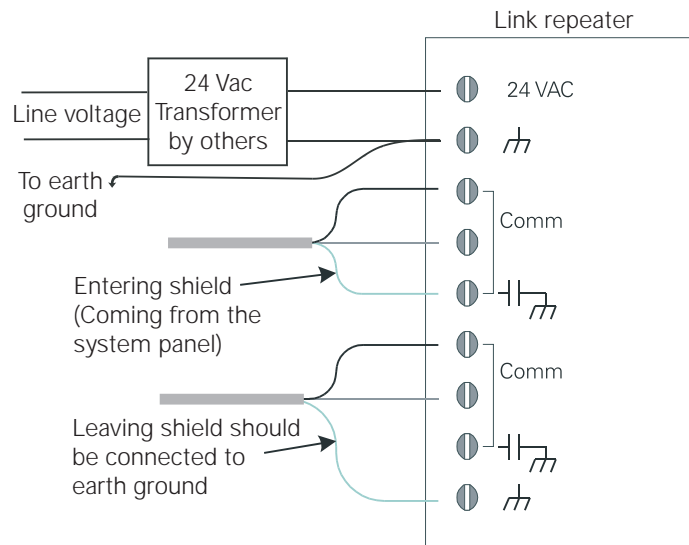 Link repeater
24 Vac
Transformer
by others
Line voltage
24 VAC
To earth
ground
Comm
Entering shield
(Coming from the
system panel)
Comm
Leaving shield should
be connected to
earth ground